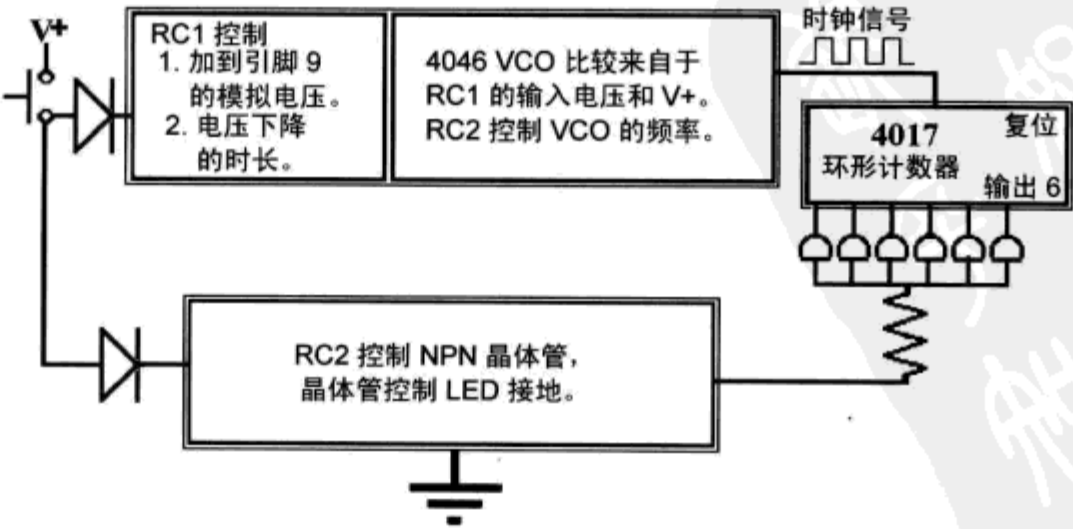 V+
RC1 控制
1. 加到引脚 9
的模拟电压。
2. 电压下降
的时长。
4046 VCO 比较来自于
RC1 的输入电压和 V+。
RC2 控制 VCO 的频率。
时钟信号
4017
复位
环形计数器
输出 6
RC2 控制 NPN 晶体管，
晶体管控制 LED 接地。